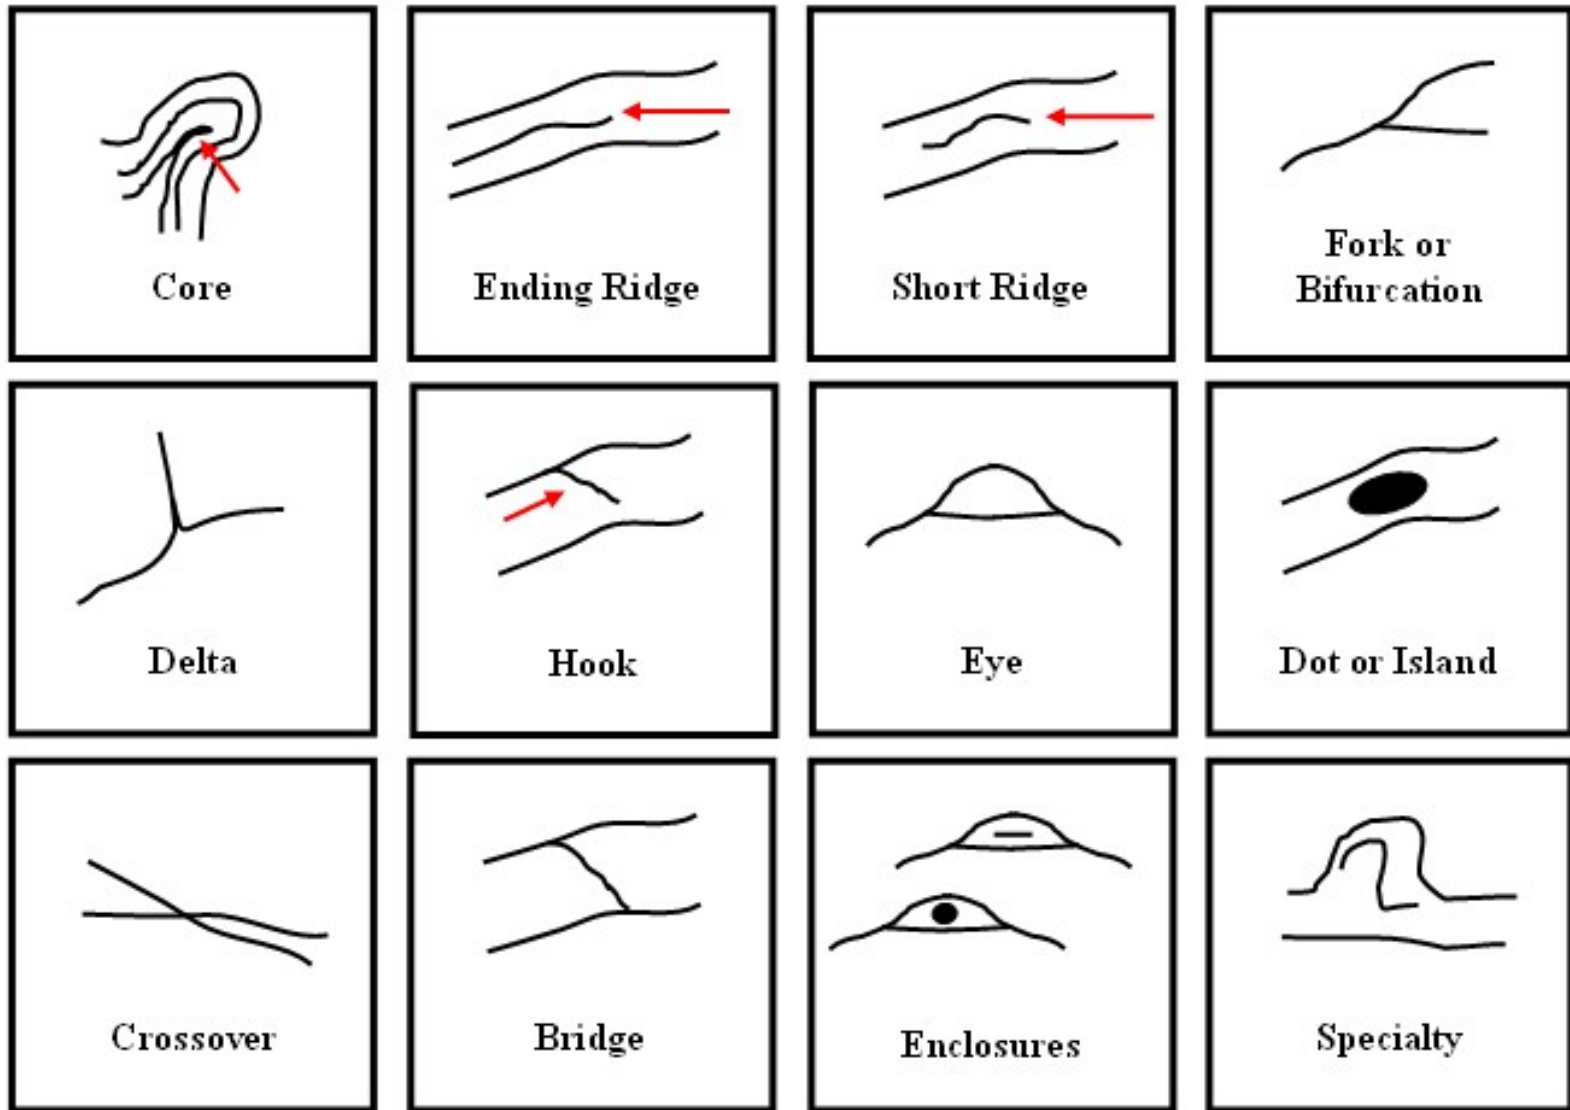 Core
Ending Ridge
Short Ridge
Fork or
Bifurcation
Delta
Hook
Eye
Dot or Island
Crossover
Bridge
Enclosures
Specialty